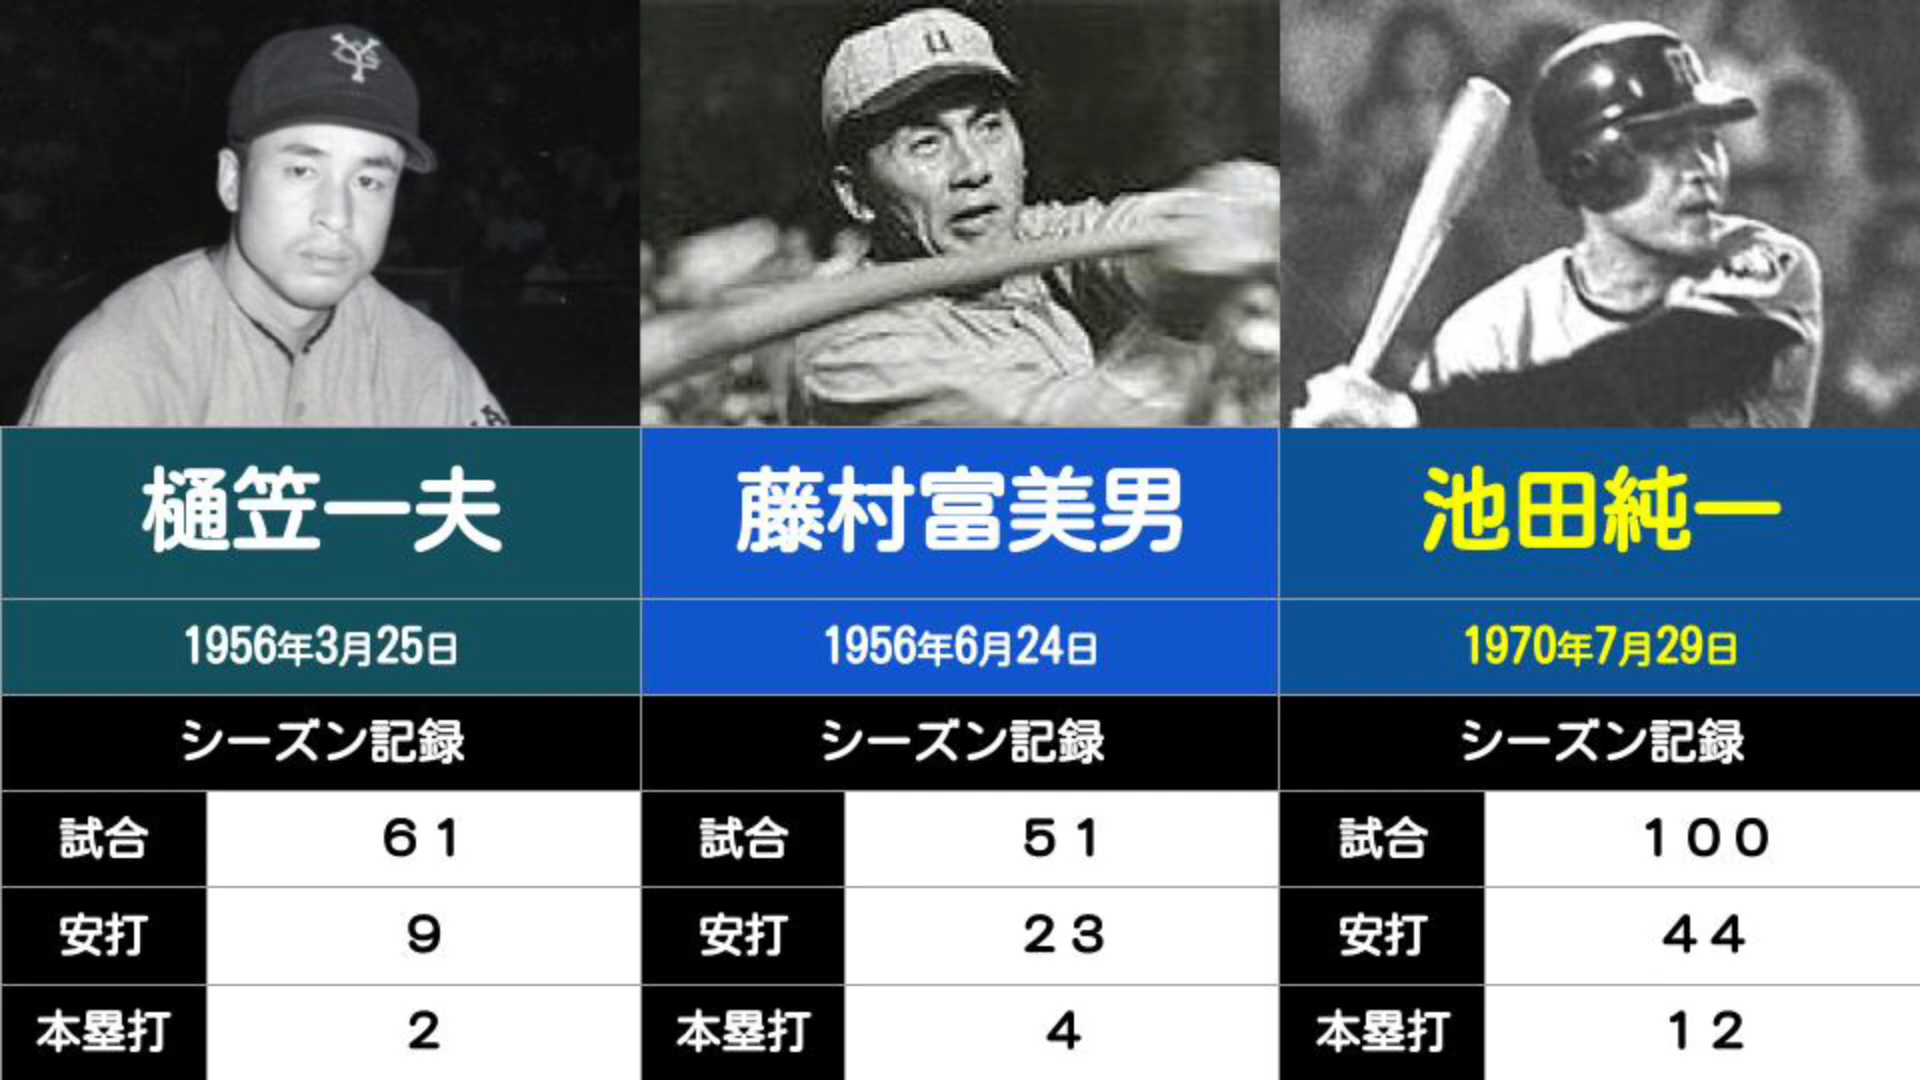 樋笠一夫
1956年3月25日
シーズン記録
試合 61
安打 9
本塁打 2
藤村富美男
1956年6月24日
シーズン記録
試合 51
安打 23
本塁打 4
池田純一
1970年7月29日
シーズン記録
試合 100
安打 44
本塁打 12